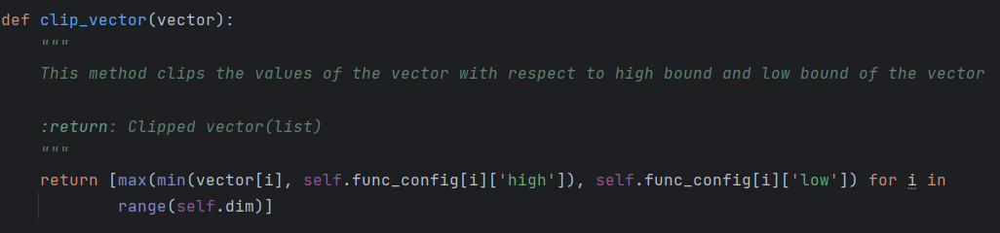 def clip_vector(vector):
"""
This method clips the values of the vector with respect to high bound and low bound of the vector
:return: Clipped vector(list)
"""
return [max(min(vector[i], self.func_config[i]['high']), self.func_config[i]['low']) for i in
range(self.dim)]